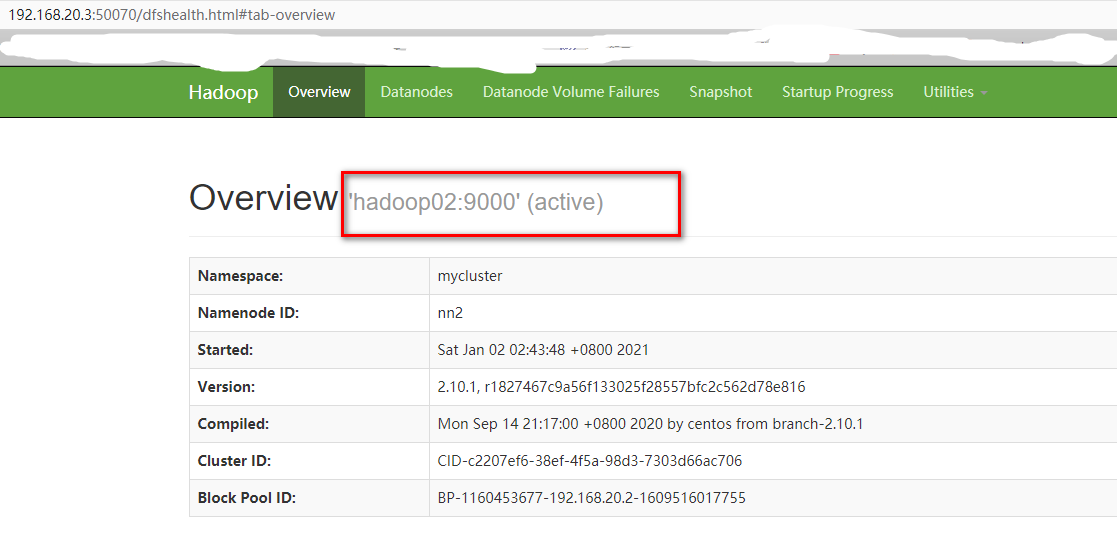 192.168.20.3:50070/dfshealth.html#tab-overview
Hadoop Overview Datanodes Datanode Volume Failures Snapshot Startup Progress Utilities
Overview 'hadoop02:9000' (active)
Namespace: mycluster
Namenode ID: nn2
Started: Sat Jan 02 02:43:48 +0800 2021
Version: 2.10.1, r1827467c9a56f133025f28557bfc2c562d78e816
Compiled: Mon Sep 14 21:17:00 +0800 2020 by centos from branch-2.10.1
Cluster ID: CID-c2207ef6-38ef-4f5a-98d3-7303d66ac706
Block Pool ID: BP-1160453677-192.168.20.2-1609516017755